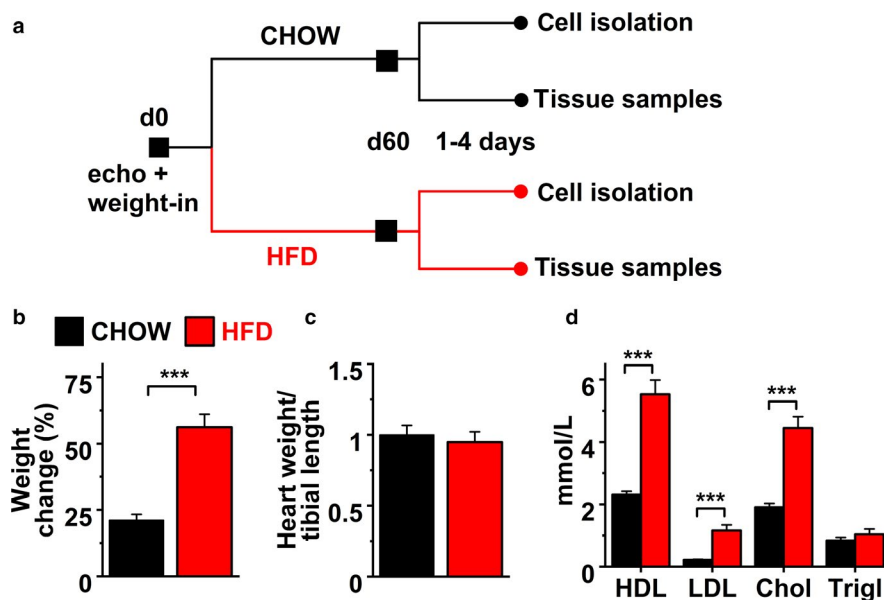 a
CHOW
Cell isolation
Tissue samples
d0
echo +
weight-in
d60 1-4 days
HFD
Cell isolation
Tissue samples
b
CHOW HFD
Weight
change (%)
75
50
25
0
***
c
Heart weight/
tibial length
1.5
1
0.5
0
d
mmol/L
6
4
2
0
***
***
***
HDL LDL Chol Trigl